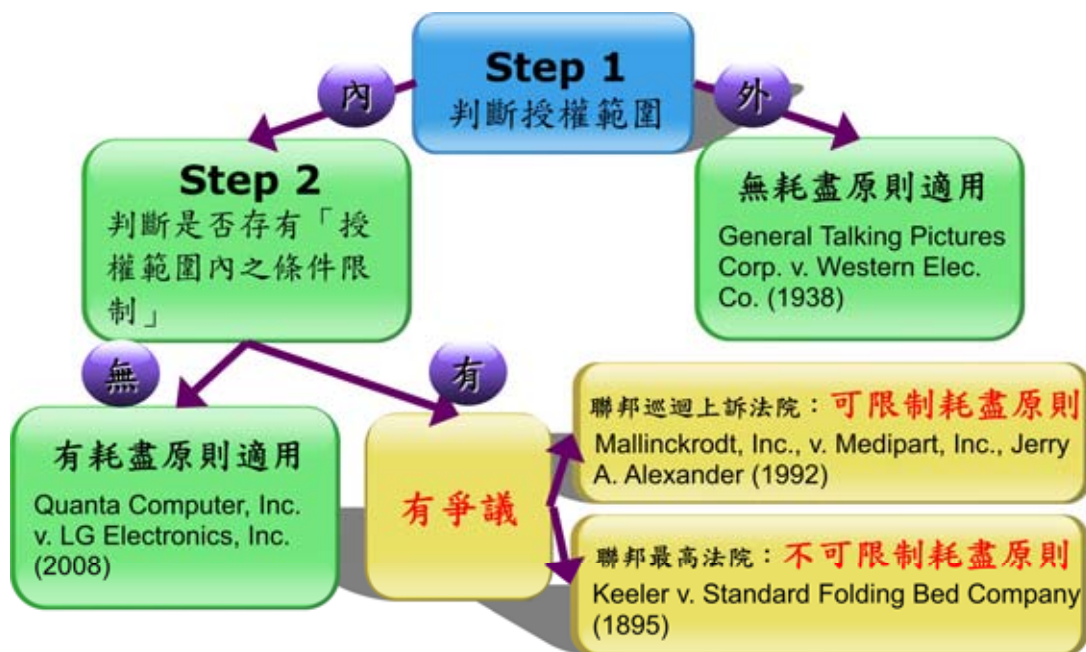 Step 1
判斷授權範圍
內
外
Step 2
判斷是否存有「授
權範圍內之條件限
制」
無耗盡原則適用
General Talking Pictures
Corp. v. Western Elec.
Co. (1938)
無
有
有耗盡原則適用
Quanta Computer, Inc.
v. LG Electronics, Inc.
(2008)
有爭議
聯邦巡迴上訴法院：可限制耗盡原則
Mallinckrodt, Inc., v. Medipart, Inc., Jerry
A. Alexander (1992)
聯邦最高法院：不可限制耗盡原則
Keeler v. Standard Folding Bed Company
(1895)